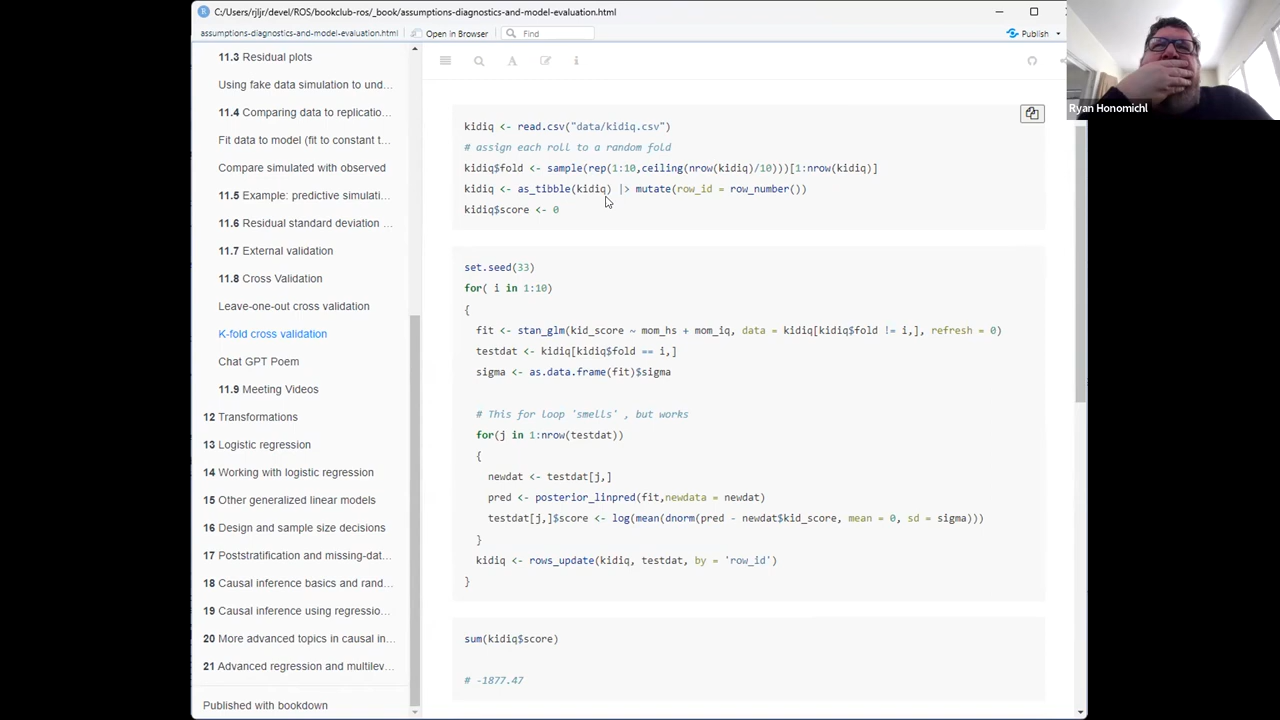 C:/Users/rjljr/devel/ROS/bookclub-ros/_book/assumptions-diagnostics-and-model-evaluation.html
assumptions-diagnostics-and-model-evaluation.html
Open in Browser
Find
Publish
11.3 Residual plots
Using fake data simulation to und...
11.4 Comparing data to replicatio...
Fit data to model (fit to constant t...
Compare simulated with observed
11.5 Example: predictive simulati...
11.6 Residual standard deviation ...
11.7 External validation
11.8 Cross Validation
Leave-one-out cross validation
K-fold cross validation
Chat GPT Poem
11.9 Meeting Videos
12 Transformations
13 Logistic regression
14 Working with logistic regression
15 Other generalized linear models
16 Design and sample size decisions
17 Poststratification and missing-dat...
18 Causal inference basics and rand...
19 Causal inference using regressio...
20 More advanced topics in causal in...
21 Advanced regression and multilev...
Published with bookdown
kidiq <- read.csv("data/kidiq.csv")
# assign each roll to a random fold
kidiq$fold <- sample(rep(1:10,ceiling(nrow(kidiq)/10)))[1:nrow(kidiq)]
kidiq <- as_tibble(kidiq) |> mutate(row_id = row_number())
kidiq$score <- 0
set.seed(33)
for( i in 1:10)
{
fit <- stan_glm(kid_score ~ mom_hs + mom_iq, data = kidiq[kidiq$fold != i,], refresh = 0)
testdat <- kidiq[kidiq$fold == i,]
sigma <- as.data.frame(fit)$sigma
# This for loop 'smells' , but works
for(j in 1:nrow(testdat))
{
newdat <- testdat[j,]
pred <- posterior_linpred(fit,newdata = newdat)
testdat[j,]$score <- log(mean(dnorm(pred - newdat$kid_score, mean = 0, sd = sigma)))
}
kidiq <- rows_update(kidiq, testdat, by = 'row_id')
}
sum(kidiq$score)
# -1877.47
Ryan Honomichl